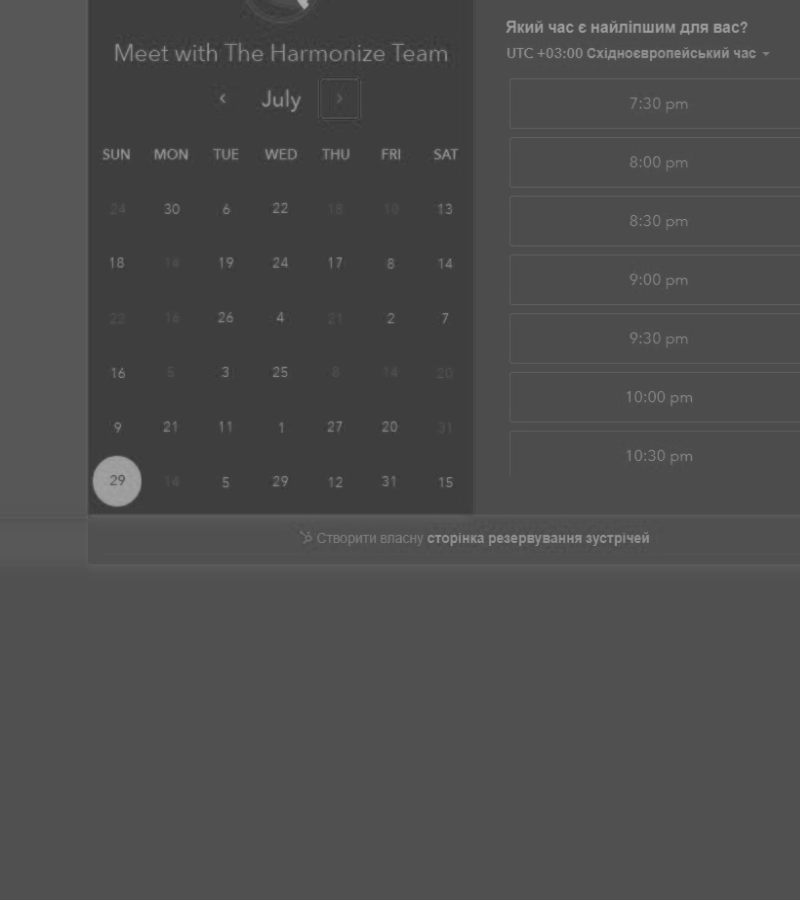 Meet with The Harmonize Team
July
SUN MON TUE WED THU FRI SAT
24 30 6 22 18 10 13
18 14 19 24 17 8 14
22 16 26 4 21 2 7
16 5 3 25 8 14 20
9 21 11 1 27 20 31
29 14 5 29 12 31 15
Який час є найліпшим для вас?
UTC +03:00 Східноєвропейський час
7:30 pm
8:00 pm
8:30 pm
9:00 pm
9:30 pm
10:00 pm
10:30 pm
Створити власну сторінка резервування зустрічей